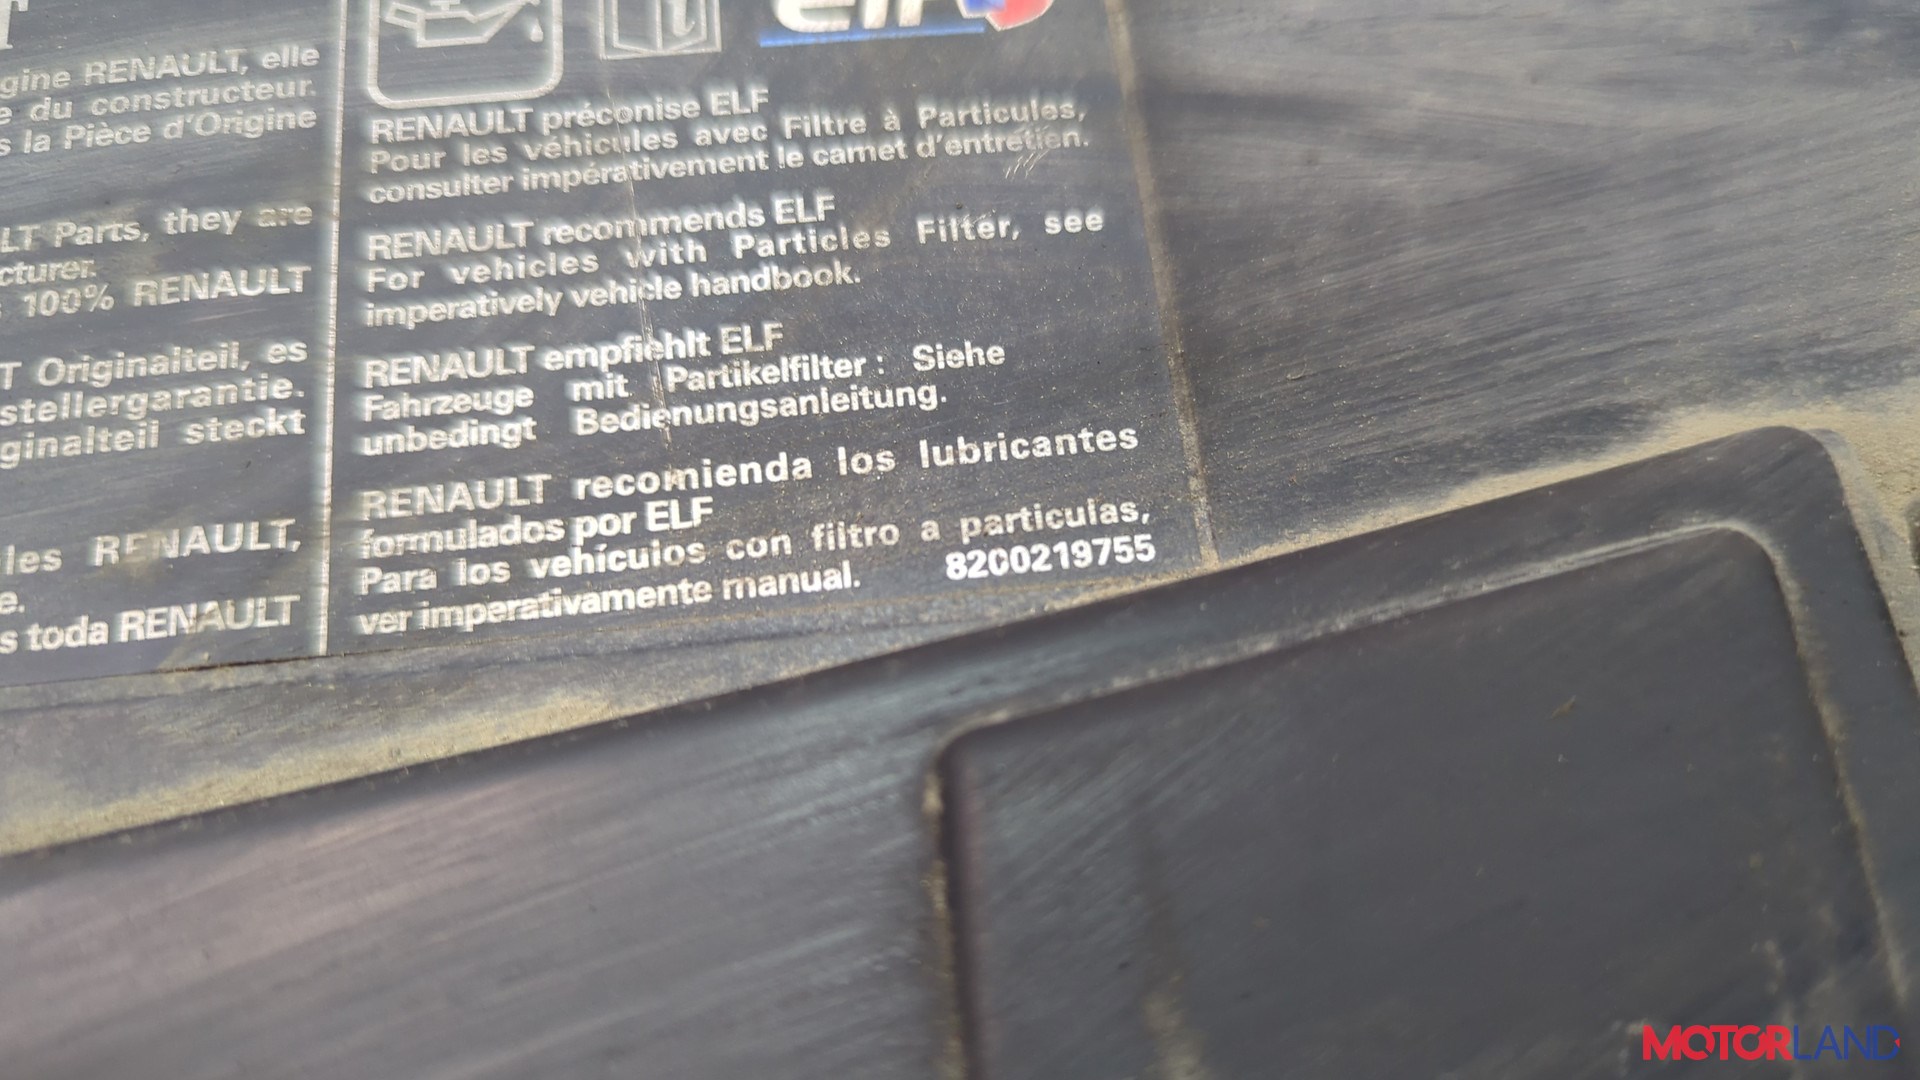 gine RENAULT, elle
e du constructeur.
s la Pièce d'Origine
LT Parts, they are
cturer.
100% RENAULT
T Originalteil, es
stellergarantie.
ginalteil steckt
les RENAULT,
e.
s toda RENAULT
elf
RENAULT préconise ELF
Pour les véhicules avec Filtre à Particules,
consulter impérativement le carnet d'entretien.
RENAULT recommends ELF
For vehicles with Particles Filter, see
imperatively vehicle handbook.
RENAULT empfiehlt ELF
Fahrzeuge mit Partikelfilter : Siehe
unbedingt Bedienungsanleitung.
RENAULT recomienda los lubricantes
formulados por ELF
Para los vehículos con filtro a particulas,
ver imperativamente manual. 8200219755
MOTORLAND